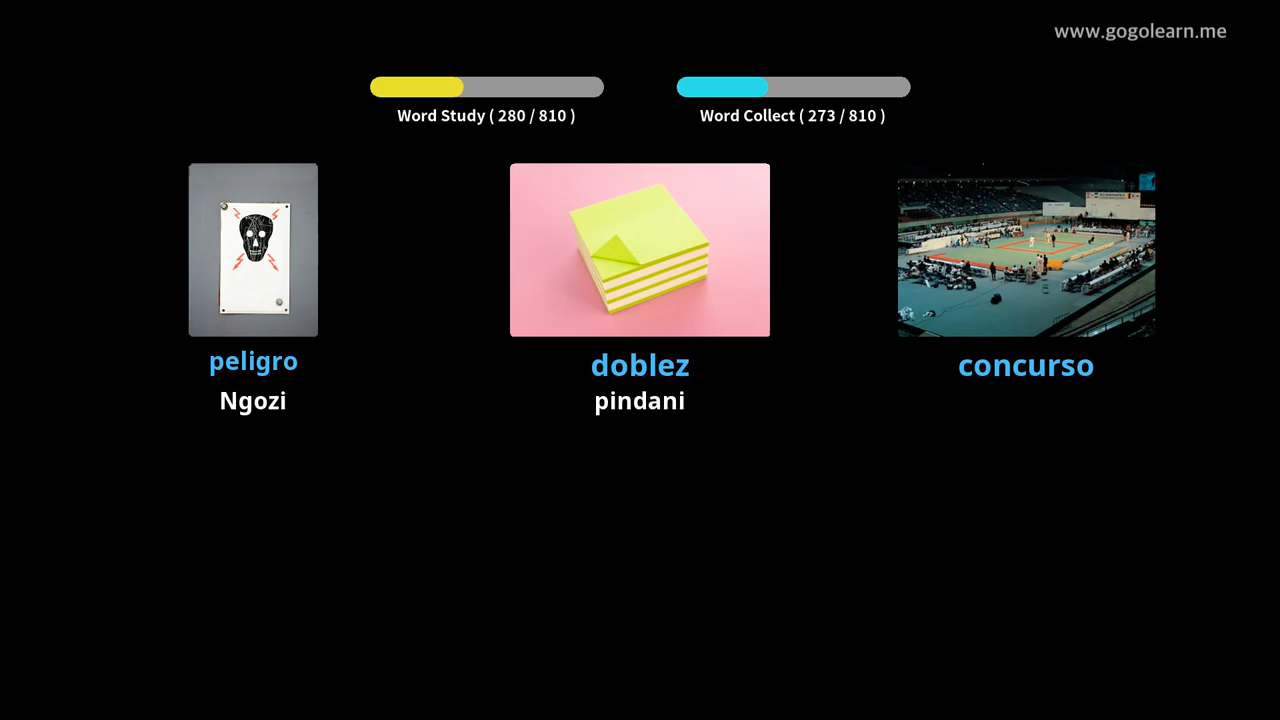 www.gogolearn.me
Word Study ( 280 / 810 )
Word Collect ( 273 / 810 )
peligro
doblez
concurso
Ngozi
pindani